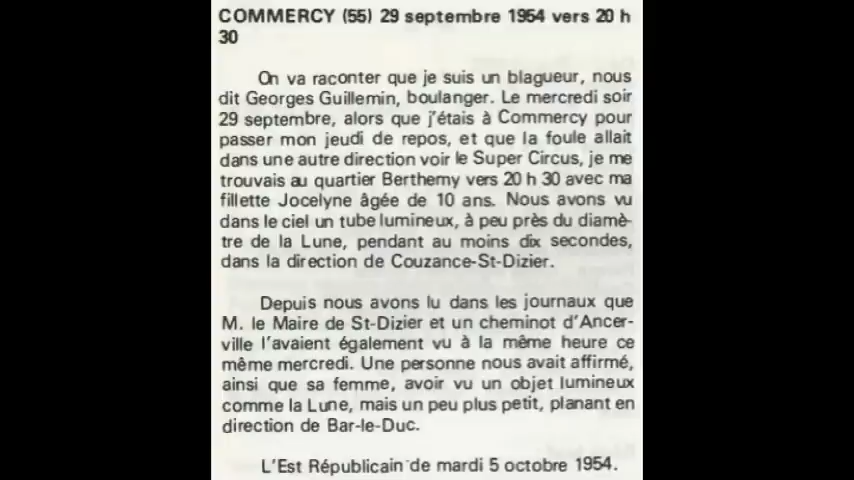 COMMERCY (55) 29 septembre 1954 vers 20 h
30
On va raconter que je suis un blagueur, nous
dit Georges Guillemin, boulanger. Le mercredi soir
29 septembre, alors que j'étais à Commercy pour
passer mon jeudi de repos, et que la foule allait
dans une autre direction voir le Super Circus, je me
trouvais au quartier Berthemy vers 20 h 30 avec ma
fillette Jocelyne âgée de 10 ans. Nous avons vu
dans le ciel un tube lumineux, à peu près du diamè-
tre de la Lune, pendant au moins dix secondes,
dans la direction de Couzance-St-Dizier.
Depuis nous avons lu dans les journaux que
M. le Maire de St-Dizier et un cheminot d'Ancer-
ville l'avaient également vu à la même heure ce
même mercredi. Une personne nous avait affirmé,
ainsi que sa femme, avoir vu un objet lumineux
comme la Lune, mais un peu plus petit, planant en
direction de Bar-le-Duc.
L'Est Républicain de mardi 5 octobre 1954.